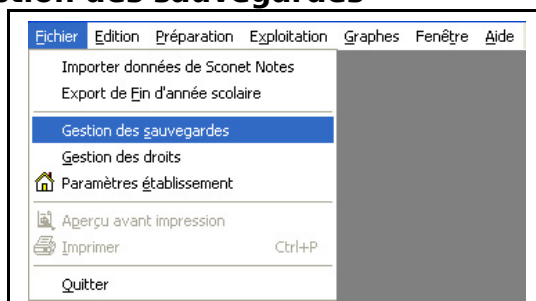 tion des sauvegardes
Fichier Edition Préparation Exploitation Graphes Fenêtre Aide
Importer données de Sconet Notes
Export de Fin d'année scolaire
Gestion des sauvegardes
Gestion des droits
Paramètres établissement
Aperçu avant impression
Imprimer Ctrl+P
Quitter